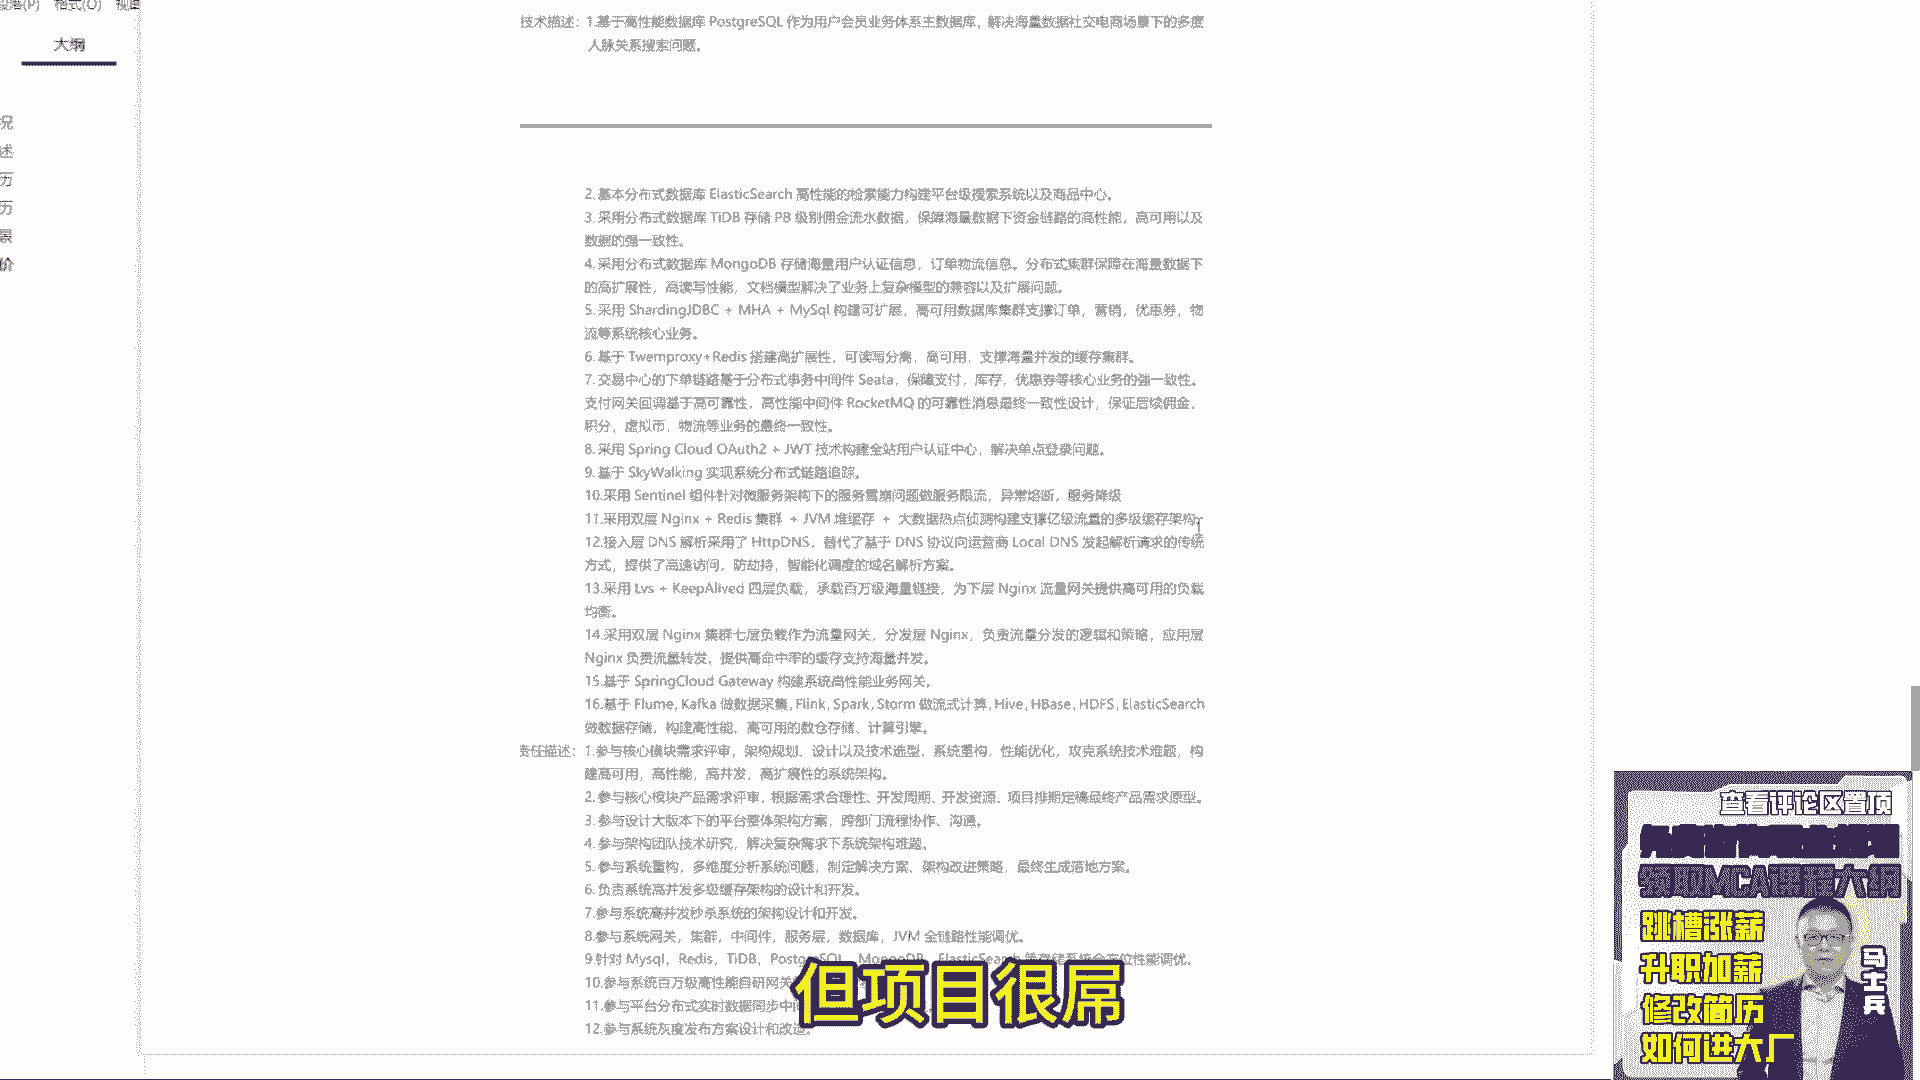 段落(P) 格式(O) 视图
大纲
况
述
历
历
景
价
技术描述：1.基于高性能数据库 PostgreSQL 作为用户会员业务体系主数据库，解决海量数据社交电商场景下的多度
人脉关系搜索问题。
2.基本分布式数据库 ElasticSearch 高性能的检索能力构建平台级搜索系统以及商品中心。
3.采用分布式数据库 TiDB 存储 PB 级别佣金流水数据，保障海量数据下资金链路的高性能，高可用以及
数据的强一致性。
4.采用分布式数据库 MongoDB 存储海量用户认证信息，订单物流信息。分布式集群保障在海量数据下
的高扩展性，高读写性能，文档模型解决了业务上复杂模型的兼容以及扩展问题。
5.采用 ShardingJDBC + MHA + MySql 构建可扩展，高可用数据库集群支撑订单，营销，优惠券，物
流等系统核心业务。
6.基于 Twemproxy+Redis 搭建高扩展性，可读写分离，高可用，支撑海量并发的缓存集群。
7.交易中心的下单链路基于分布式事务中间件 Seata，保障支付，库存，优惠券等核心业务的强一致性。
支付网关回调基于高可靠性，高性能中间件 RocketMQ 的可靠性消息最终一致性设计，保证后续佣金，
积分，虚拟币，物流等业务的最终一致性。
8.采用 Spring Cloud OAuth2 + JWT 技术构建全站用户认证中心，解决单点登录问题。
9.基于 SkyWalking 实现系统分布式链路追踪。
10.采用 Sentinel 组件针对微服务架构下的服务雪崩问题做服务限流，异常熔断，服务降级
11.采用双层 Nginx + Redis 集群 + JVM 堆缓存 + 大数据热点侦测构建支撑亿级流量的多级缓存架构。
12.接入层 DNS 解析采用了 HttpDNS，替代了基于 DNS 协议向运营商 Local DNS 发起解析请求的传统
方式，提供了高速访问，防劫持，智能化调度的域名解析方案。
13.采用 Lvs + KeepAlived 四层负载，承载百万级海量链接，为下层 Nginx 流量网关提供高可用的负载
均衡。
14.采用双层 Nginx 集群七层负载作为流量网关，分发层 Nginx，负责流量分发的逻辑和策略，应用层
Nginx 负责流量转发，提供高命中率的缓存支持海量并发。
15.基于 SpringCloud Gateway 构建系统高性能业务网关。
16.基于 Flume,Kafka 做数据采集,Flink,Spark,Storm 做流式计算,Hive,HBase,HDFS,ElasticSearch
做数据存储，构建高性能、高可用的数仓存储、计算引擎。
责任描述：1.参与核心模块需求评审，架构规划、设计以及技术选型，系统重构，性能优化，攻克系统技术难题，构
建高可用，高性能，高并发，高扩展性的系统架构。
2.参与核心模块产品需求评审，根据需求合理性、开发周期、开发资源、项目排期定稿最终产品需求原型。
3.参与设计大版本下的平台整体架构方案，跨部门流程协作、沟通。
4.参与架构团队技术研究，解决复杂需求下系统架构难题。
5.参与系统重构，多维度分析系统问题，制定解决方案、架构改进策略，最终生成落地方案。
6.负责系统高并发多级缓存架构的设计和开发。
7.参与系统高并发秒杀系统的架构设计和开发。
8.参与系统网关，集群，中间件，服务层，数据库，JVM 全链路性能调优。
9.针对 Mysql，Redis，TiDB，PostgreSQL，MongoDB，ElasticSearch 等存储系统全方位性能调优。
10.参与系统百万级高性能自研网关
11.参与平台分布式实时数据同步中间
12.参与系统灰度发布方案设计和改造。
但项目很屌
查看评论区置顶
领取MCA课程大纲
跳槽涨薪
升职加薪
修改简历
如何进大厂
马士兵